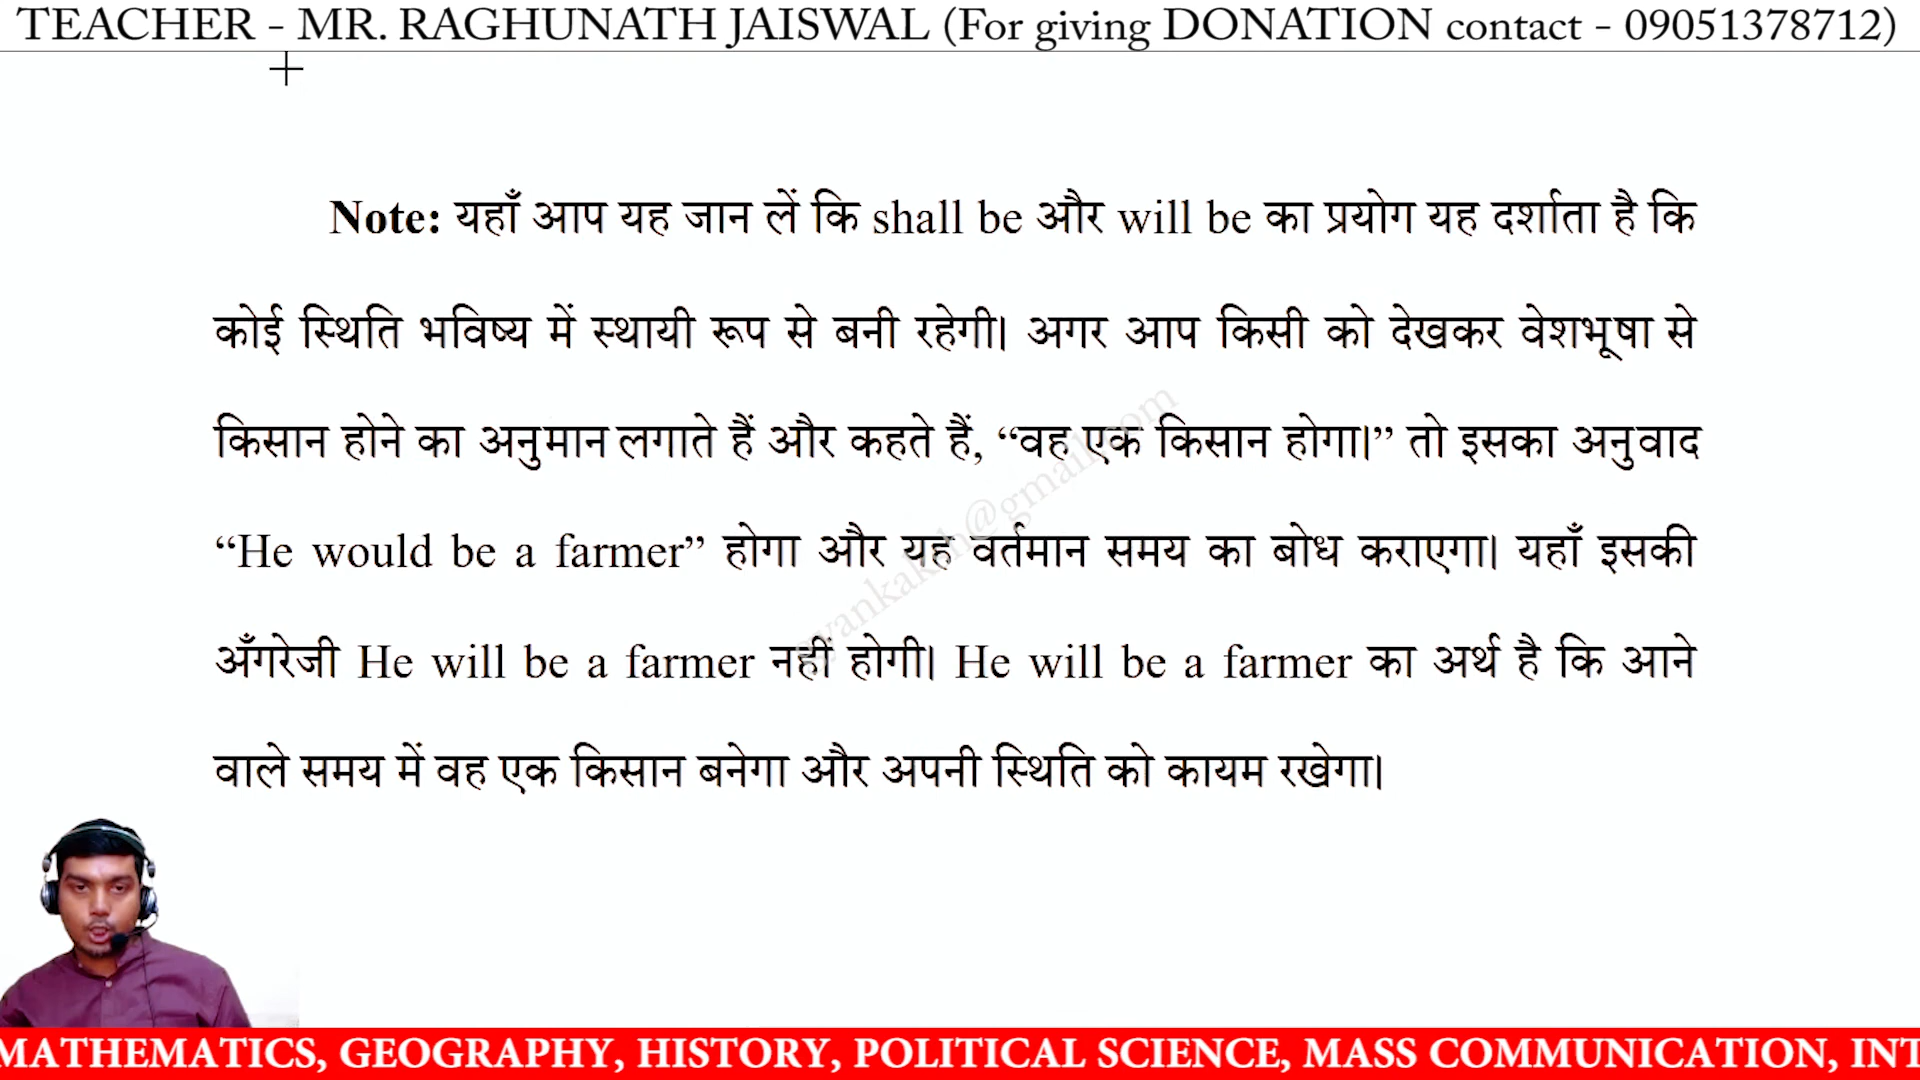 TEACHER - MR. RAGHUNATH JAISWAL (For giving DONATION contact - 09051378712)
Note: यहाँ आप यह जान लें कि shall be और will be का प्रयोग यह दर्शाता है कि
कोई स्थिति भविष्य में स्थायी रूप से बनी रहेगी। अगर आप किसी को देखकर वेशभूषा से
किसान होने का अनुमान लगाते हैं और कहते हैं, “वह एक किसान होगा।” तो इसका अनुवाद
“He would be a farmer” होगा और यह वर्तमान समय का बोध कराएगा। यहाँ इसकी
अँगरेजी He will be a farmer नहीं होगी। He will be a farmer का अर्थ है कि आने
वाले समय में वह एक किसान बनेगा और अपनी स्थिति को कायम रखेगा।
MATHEMATICS, GEOGRAPHY, HISTORY, POLITICAL SCIENCE, MASS COMMUNICATION, INT